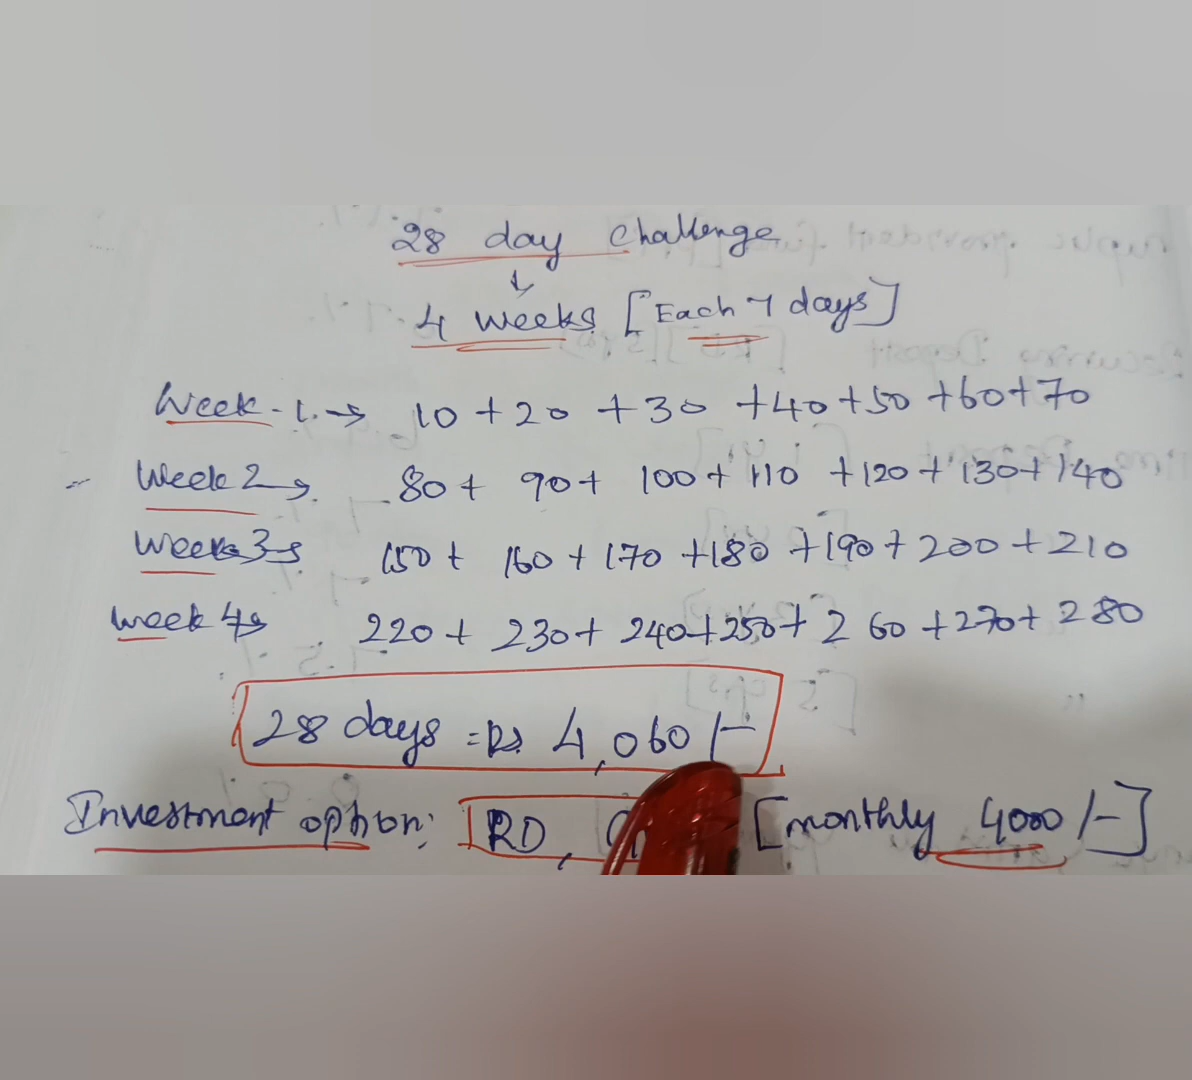 28 day challenge
↓
4 weeks [Each 7 days]
Week-1.→ 10 + 20 + 30 + 40 + 50 + 60 + 70
Week 2→ 80 + 90 + 100 + 110 + 120 + 130 + 140
Week 3→ 150 + 160 + 170 + 180 + 190 + 200 + 210
Week 4→ 220 + 230 + 240 + 250 + 260 + 270 + 280
28 days = Rs. 4,060/-
Investment option: RD, [monthly 4000/-]